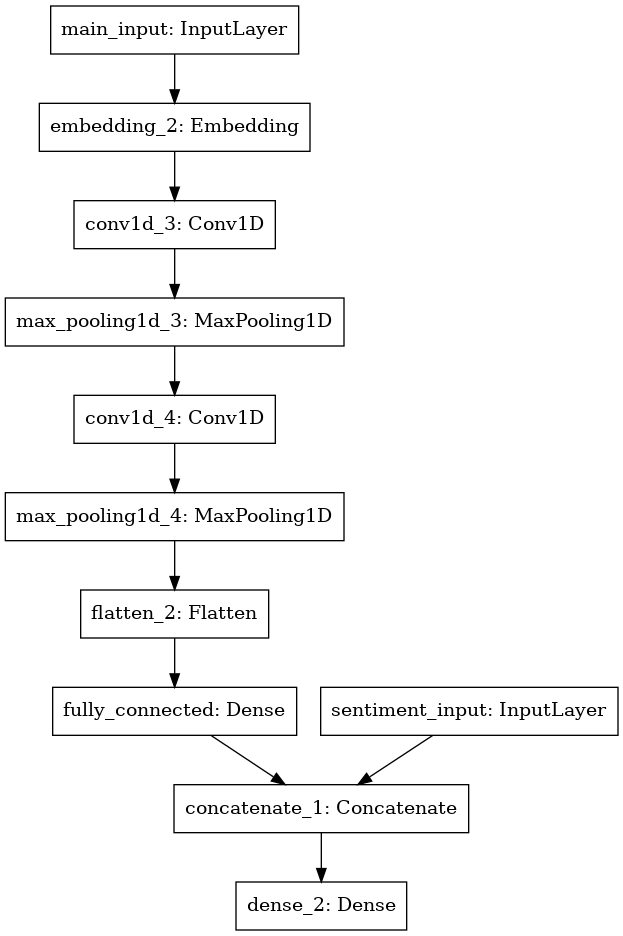 main_input: InputLayer
embedding_2: Embedding
conv1d_3: Conv1D
max_pooling1d_3: MaxPooling1D
conv1d_4: Conv1D
max_pooling1d_4: MaxPooling1D
flatten_2: Flatten
fully_connected: Dense
sentiment_input: InputLayer
concatenate_1: Concatenate
dense_2: Dense